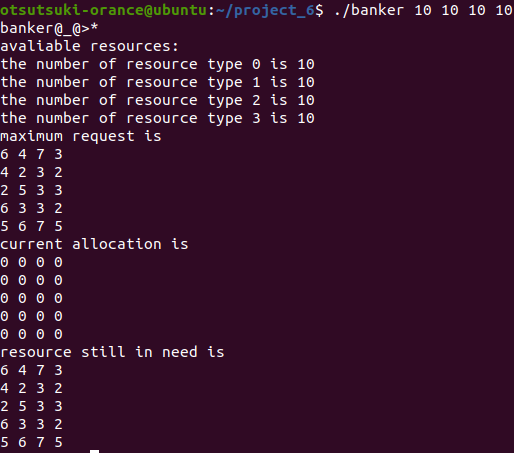 otsutsuki-orance@ubuntu:~/project_6$ ./banker 10 10 10 10
banker@_@>*
avaliable resources:
the number of resource type 0 is 10
the number of resource type 1 is 10
the number of resource type 2 is 10
the number of resource type 3 is 10
maximum request is
6 4 7 3
4 2 3 2
2 5 3 3
6 3 3 2
5 6 7 5
current allocation is
0 0 0 0
0 0 0 0
0 0 0 0
0 0 0 0
0 0 0 0
resource still in need is
6 4 7 3
4 2 3 2
2 5 3 3
6 3 3 2
5 6 7 5